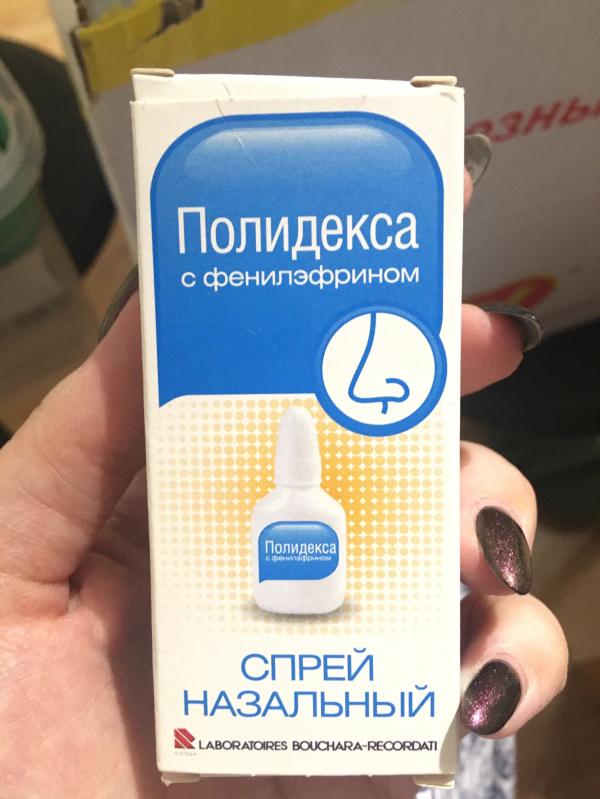 Полидекса
с фенилэфрином
Полидекса
с фенилэфрином
СПРЕЙ
НАЗАЛЬНЫЙ
LABORATOIRES BOUCHARA-RECORDATI